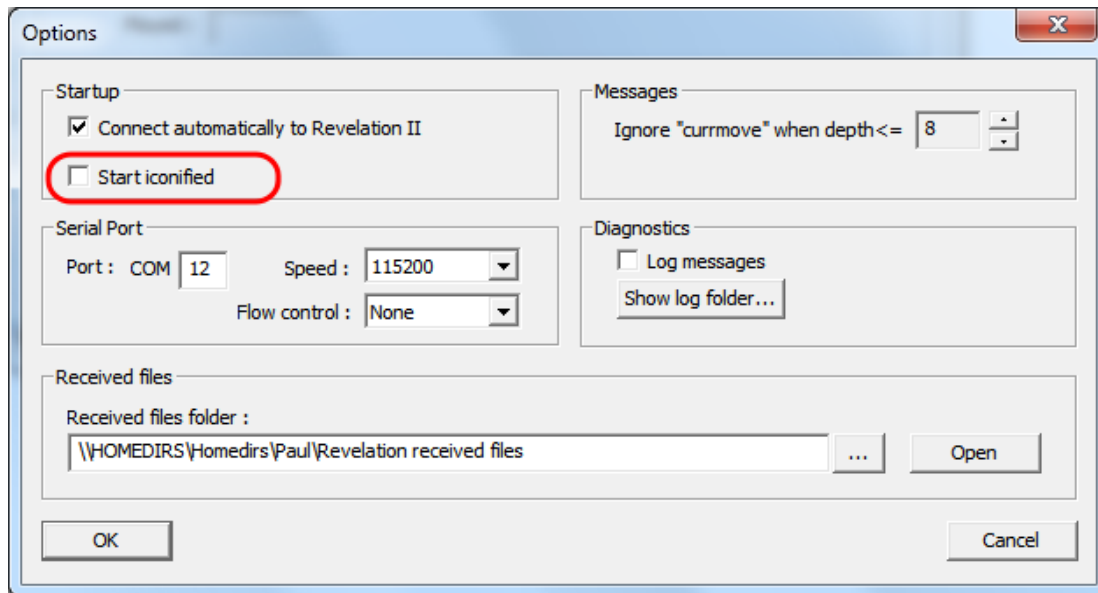 Options
Startup
Connect automatically to Revelation II
Start iconified
Messages
Ignore "currmove" when depth<= 8
Serial Port
Port : COM 12 Speed : 115200
Flow control : None
Diagnostics
Log messages
Show log folder...
Received files
Received files folder :
\\HOMEDIRS\Homedirs\Paul\Revelation received files ... Open
OK Cancel